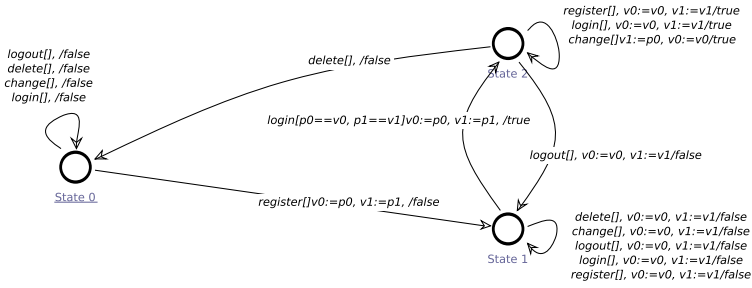 register[], v0:=v0, v1:=v1/true
login[], v0:=v0, v1:=v1/true
change[]v1:=p0, v0:=v0/true
logout[], /false
delete[], /false
change[], /false
login[], /false
delete[], /false
State 2
login[p0==v0, p1==v1]v0:=p0, v1:=p1, /true
logout[], v0:=v0, v1:=v1/false
State 0
register[]v0:=p0, v1:=p1, /false
delete[], v0:=v0, v1:=v1/false
change[], v0:=v0, v1:=v1/false
logout[], v0:=v0, v1:=v1/false
login[], v0:=v0, v1:=v1/false
register[], v0:=v0, v1:=v1/false
State 1